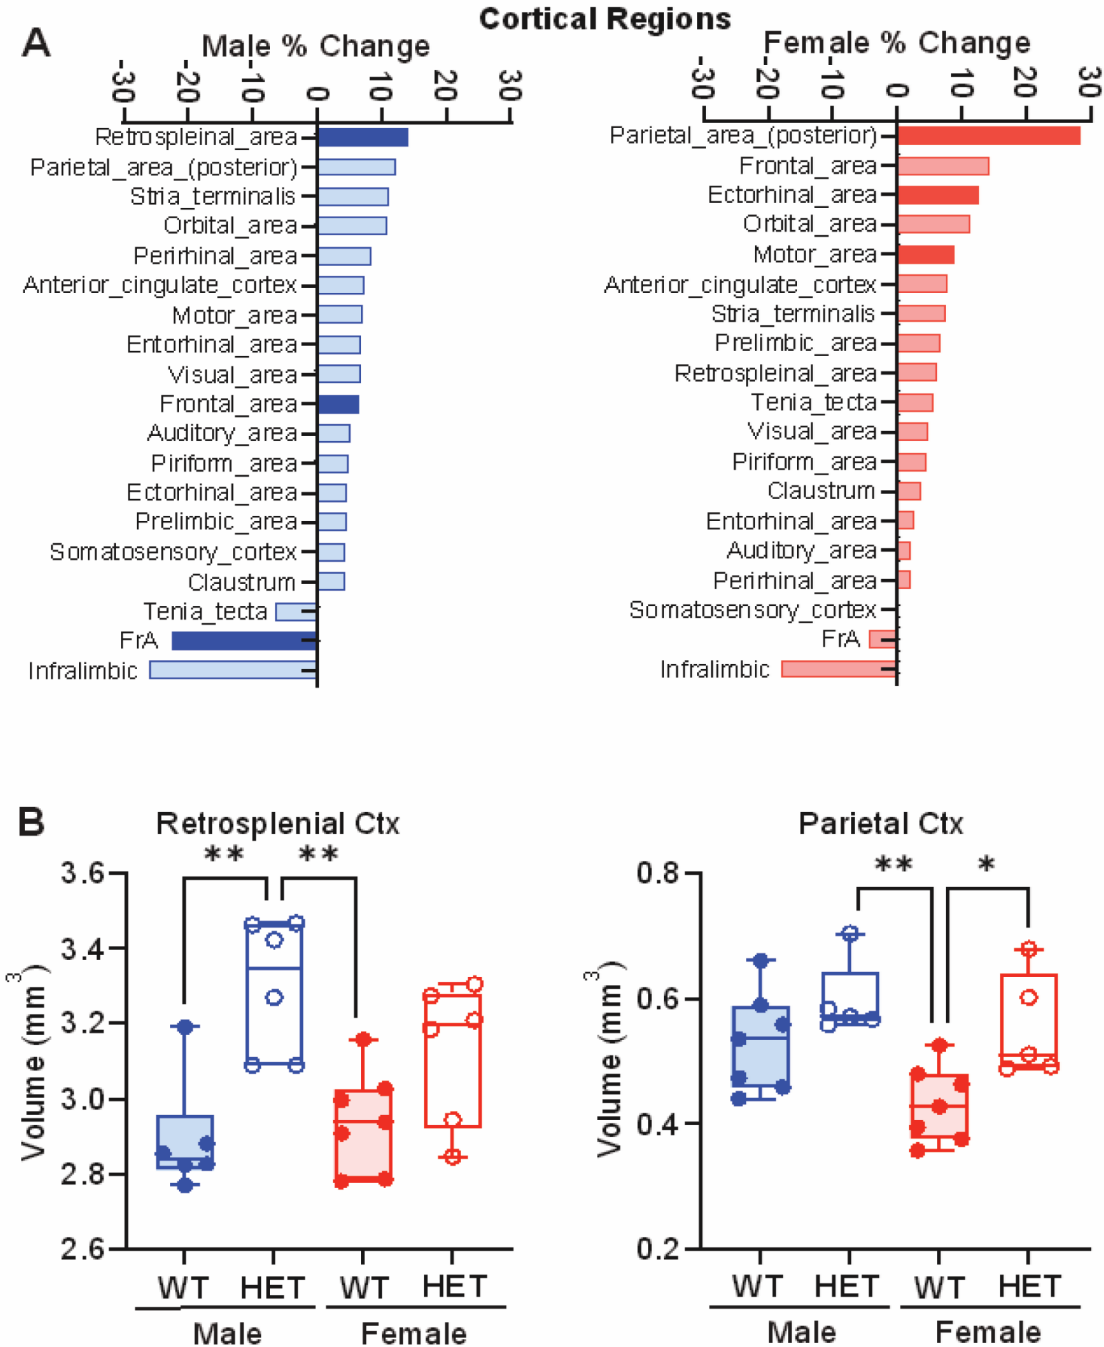 Cortical Regions
A
Male % Change
-30 -20 -10 0 10 20 30
Retrospleinal_area
Parietal_area_(posterior)
Stria_terminalis
Orbital_area
Perirhinal_area
Anterior_cingulate_cortex
Motor_area
Entorhinal_area
Visual_area
Frontal_area
Auditory_area
Piriform_area
Ectorhinal_area
Prelimbic_area
Somatosensory_cortex
Claustrum
Tenia_tecta
FrA
Infralimbic
Female % Change
-30 -20 -10 0 10 20 30
Parietal_area_(posterior)
Frontal_area
Ectorhinal_area
Orbital_area
Motor_area
Anterior_cingulate_cortex
Stria_terminalis
Prelimbic_area
Retrospleinal_area
Tenia_tecta
Visual_area
Piriform_area
Claustrum
Entorhinal_area
Auditory_area
Perirhinal_area
Somatosensory_cortex
FrA
Infralimbic
B
Retrosplenial Ctx
** **
Volume (mm³)
3.6
3.4
3.2
3.0
2.8
2.6
WT HET WT HET
Male Female
Parietal Ctx
** *
Volume (mm³)
0.8
0.6
0.4
0.2
WT HET WT HET
Male Female